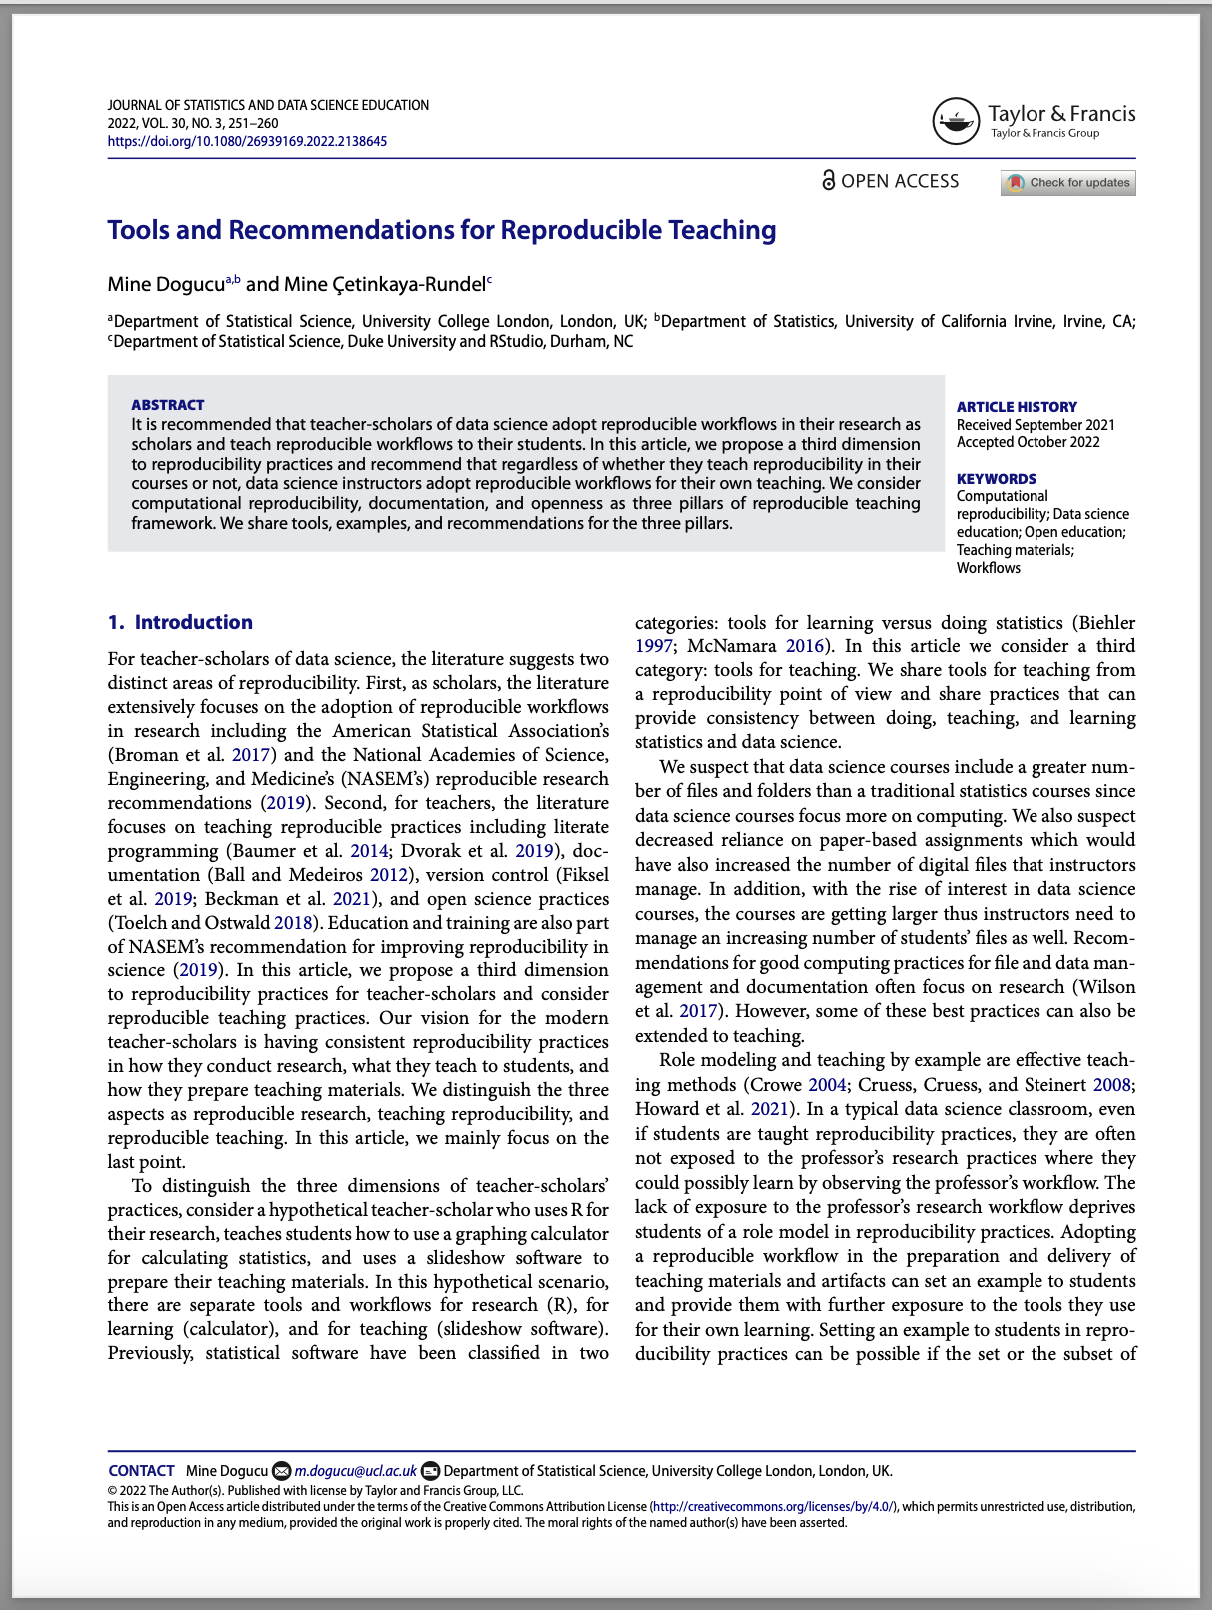 JOURNAL OF STATISTICS AND DATA SCIENCE EDUCATION
2022, VOL. 30, NO. 3, 251–260
https://doi.org/10.1080/26939169.2022.2138645
Taylor & Francis
Taylor & Francis Group
OPEN ACCESS
Check for updates
Tools and Recommendations for Reproducible Teaching
Mine Dogucu^a,b and Mine Çetinkaya-Rundel^c
^aDepartment of Statistical Science, University College London, London, UK; ^bDepartment of Statistics, University of California Irvine, Irvine, CA;
^cDepartment of Statistical Science, Duke University and RStudio, Durham, NC
ABSTRACT
It is recommended that teacher-scholars of data science adopt reproducible workflows in their research as
scholars and teach reproducible workflows to their students. In this article, we propose a third dimension
to reproducibility practices and recommend that regardless of whether they teach reproducibility in their
courses or not, data science instructors adopt reproducible workflows for their own teaching. We consider
computational reproducibility, documentation, and openness as three pillars of reproducible teaching
framework. We share tools, examples, and recommendations for the three pillars.
ARTICLE HISTORY
Received September 2021
Accepted October 2022
KEYWORDS
Computational
reproducibility; Data science
education; Open education;
Teaching materials;
Workflows
1. Introduction
For teacher-scholars of data science, the literature suggests two
distinct areas of reproducibility. First, as scholars, the literature
extensively focuses on the adoption of reproducible workflows
in research including the American Statistical Association's
(Broman et al. 2017) and the National Academies of Science,
Engineering, and Medicine's (NASEM's) reproducible research
recommendations (2019). Second, for teachers, the literature
focuses on teaching reproducible practices including literate
programming (Baumer et al. 2014; Dvorak et al. 2019), doc-
umentation (Ball and Medeiros 2012), version control (Fiksel
et al. 2019; Beckman et al. 2021), and open science practices
(Toelch and Ostwald 2018). Education and training are also part
of NASEM's recommendation for improving reproducibility in
science (2019). In this article, we propose a third dimension
to reproducibility practices for teacher-scholars and consider
reproducible teaching practices. Our vision for the modern
teacher-scholars is having consistent reproducibility practices
in how they conduct research, what they teach to students, and
how they prepare teaching materials. We distinguish the three
aspects as reproducible research, teaching reproducibility, and
reproducible teaching. In this article, we mainly focus on the
last point.
To distinguish the three dimensions of teacher-scholars'
practices, consider a hypothetical teacher-scholar who uses R for
their research, teaches students how to use a graphing calculator
for calculating statistics, and uses a slideshow software to
prepare their teaching materials. In this hypothetical scenario,
there are separate tools and workflows for research (R), for
learning (calculator), and for teaching (slideshow software).
Previously, statistical software have been classified in two
categories: tools for learning versus doing statistics (Biehler
1997; McNamara 2016). In this article we consider a third
category: tools for teaching. We share tools for teaching from
a reproducibility point of view and share practices that can
provide consistency between doing, teaching, and learning
statistics and data science.
We suspect that data science courses include a greater num-
ber of files and folders than a traditional statistics courses since
data science courses focus more on computing. We also suspect
decreased reliance on paper-based assignments which would
have also increased the number of digital files that instructors
manage. In addition, with the rise of interest in data science
courses, the courses are getting larger thus instructors need to
manage an increasing number of students' files as well. Recom-
mendations for good computing practices for file and data man-
agement and documentation often focus on research (Wilson
et al. 2017). However, some of these best practices can also be
extended to teaching.
Role modeling and teaching by example are effective teach-
ing methods (Crowe 2004; Cruess, Cruess, and Steinert 2008;
Howard et al. 2021). In a typical data science classroom, even
if students are taught reproducibility practices, they are often
not exposed to the professor's research practices where they
could possibly learn by observing the professor's workflow. The
lack of exposure to the professor's research workflow deprives
students of a role model in reproducibility practices. Adopting
a reproducible workflow in the preparation and delivery of
teaching materials and artifacts can set an example to students
and provide them with further exposure to the tools they use
for their own learning. Setting an example to students in repro-
ducibility practices can be possible if the set or the subset of
CONTACT Mine Dogucu m.dogucu@ucl.ac.uk Department of Statistical Science, University College London, London, UK.
© 2022 The Author(s). Published with license by Taylor and Francis Group, LLC.
This is an Open Access article distributed under the terms of the Creative Commons Attribution License (http://creativecommons.org/licenses/by/4.0/), which permits unrestricted use, distribution,
and reproduction in any medium, provided the original work is properly cited. The moral rights of the named author(s) have been asserted.